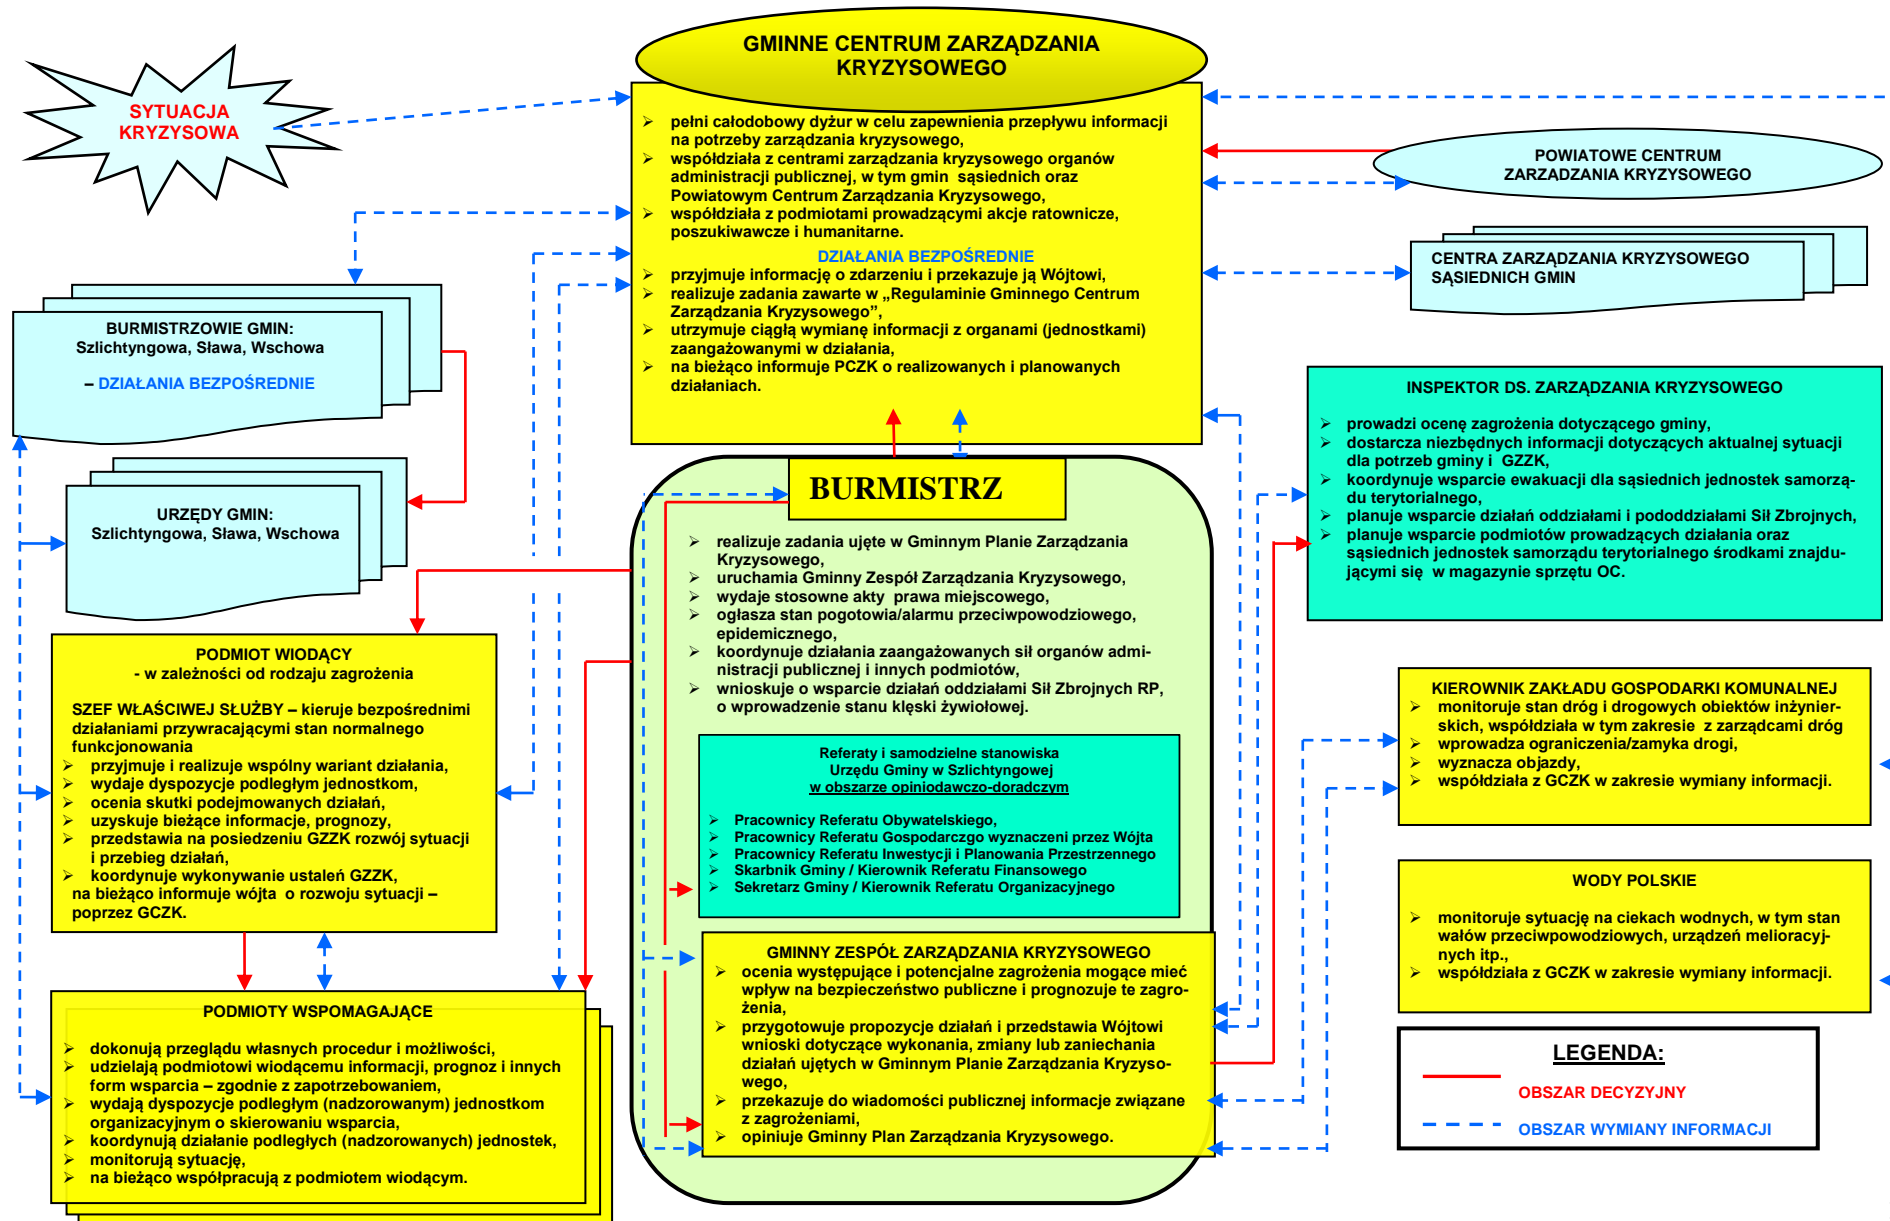 GMINNE CENTRUM ZARZĄDZANIA
KRYZYSOWEGO
SYTUACJA
KRYZYSOWA
➢ pełni całodobowy dyżur w celu zapewnienia przepływu informacji
na potrzeby zarządzania kryzysowego,
➢ współdziała z centrami zarządzania kryzysowego organów
administracji publicznej, w tym gmin sąsiednich oraz
Powiatowym Centrum Zarządzania Kryzysowego,
➢ współdziała z podmiotami prowadzącymi akcje ratownicze,
poszukiwawcze i humanitarne.
DZIAŁANIA BEZPOŚREDNIE
➢ przyjmuje informację o zdarzeniu i przekazuje ją Wójtowi,
➢ realizuje zadania zawarte w „Regulaminie Gminnego Centrum
Zarządzania Kryzysowego”,
➢ utrzymuje ciągłą wymianę informacji z organami (jednostkami)
zaangażowanymi w działania,
➢ na bieżąco informuje PCZK o realizowanych i planowanych
działaniach.
POWIATOWE CENTRUM
ZARZĄDZANIA KRYZYSOWEGO
CENTRA ZARZĄDZANIA KRYZYSOWEGO
SĄSIEDNICH GMIN
BURMISTRZOWIE GMIN:
Szlichtyngowa, Sława, Wschowa
– DZIAŁANIA BEZPOŚREDNIE
URZĘDY GMIN:
Szlichtyngowa, Sława, Wschowa
INSPEKTOR DS. ZARZĄDZANIA KRYZYSOWEGO
➢ prowadzi ocenę zagrożenia dotyczącego gminy,
➢ dostarcza niezbędnych informacji dotyczących aktualnej sytuacji
dla potrzeb gminy i GZZK,
➢ koordynuje wsparcie ewakuacji dla sąsiednich jednostek samorzą-
du terytorialnego,
➢ planuje wsparcie działań oddziałami i pododdziałami Sił Zbrojnych,
➢ planuje wsparcie podmiotów prowadzących działania oraz
sąsiednich jednostek samorządu terytorialnego środkami znajdu-
jącymi się w magazynie sprzętu OC.
BURMISTRZ
➢ realizuje zadania ujęte w Gminnym Planie Zarządzania
Kryzysowego,
➢ uruchamia Gminny Zespół Zarządzania Kryzysowego,
➢ wydaje stosowne akty prawa miejscowego,
➢ ogłasza stan pogotowia/alarmu przeciwpowodziowego,
epidemicznego,
➢ koordynuje działania zaangażowanych sił organów admi-
nistracji publicznej i innych podmiotów,
➢ wnioskuje o wsparcie działań oddziałami Sił Zbrojnych RP,
o wprowadzenie stanu klęski żywiołowej.
PODMIOT WIODĄCY
- w zależności od rodzaju zagrożenia
SZEF WŁAŚCIWEJ SŁUŻBY – kieruje bezpośrednimi
działaniami przywracającymi stan normalnego
funkcjonowania
➢ przyjmuje i realizuje wspólny wariant działania,
➢ wydaje dyspozycje podległym jednostkom,
➢ ocenia skutki podejmowanych działań,
➢ uzyskuje bieżące informacje, prognozy,
➢ przedstawia na posiedzeniu GZZK rozwój sytuacji
i przebieg działań,
➢ koordynuje wykonywanie ustaleń GZZK,
na bieżąco informuje wójta o rozwoju sytuacji –
poprzez GCZK.
Referaty i samodzielne stanowiska
Urzędu Gminy w Szlichtyngowej
w obszarze opiniodawczo-doradczym
➢ Pracownicy Referatu Obywatelskiego,
➢ Pracownicy Referatu Gospodarczgo wyznaczeni przez Wójta
➢ Pracownicy Referatu Inwestycji i Planowania Przestrzennego
➢ Skarbnik Gminy / Kierownik Referatu Finansowego
➢ Sekretarz Gminy / Kierownik Referatu Organizacyjnego
KIEROWNIK ZAKŁADU GOSPODARKI KOMUNALNEJ
➢ monitoruje stan dróg i drogowych obiektów inżynier-
skich, współdziała w tym zakresie z zarządcami dróg
➢ wprowadza ograniczenia/zamyka drogi,
➢ wyznacza objazdy,
➢ współdziała z GCZK w zakresie wymiany informacji.
WODY POLSKIE
➢ monitoruje sytuację na ciekach wodnych, w tym stan
wałów przeciwpowodziowych, urządzeń melioracyj-
nych itp.,
➢ współdziała z GCZK w zakresie wymiany informacji.
GMINNY ZESPÓŁ ZARZĄDZANIA KRYZYSOWEGO
➢ ocenia występujące i potencjalne zagrożenia mogące mieć
wpływ na bezpieczeństwo publiczne i prognozuje te zagro-
żenia,
➢ przygotowuje propozycje działań i przedstawia Wójtowi
wnioski dotyczące wykonania, zmiany lub zaniechania
działań ujętych w Gminnym Planie Zarządzania Kryzyso-
wego,
➢ przekazuje do wiadomości publicznej informacje związane
z zagrożeniami,
➢ opiniuje Gminny Plan Zarządzania Kryzysowego.
PODMIOTY WSPOMAGAJĄCE
➢ dokonują przeglądu własnych procedur i możliwości,
➢ udzielają podmiotowi wiodącemu informacji, prognoz i innych
form wsparcia – zgodnie z zapotrzebowaniem,
➢ wydają dyspozycje podległym (nadzorowanym) jednostkom
organizacyjnym o skierowaniu wsparcia,
➢ koordynują działanie podległych (nadzorowanych) jednostek,
➢ monitorują sytuację,
➢ na bieżąco współpracują z podmiotem wiodącym.
LEGENDA:
OBSZAR DECYZYJNY
OBSZAR WYMIANY INFORMACJI